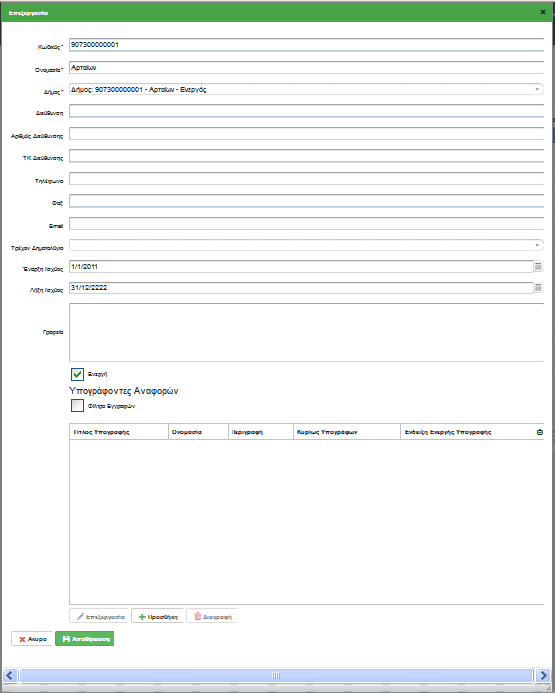 Επεξεργασία
Κωδικός* 907300000001
Ονομασία* Αρταίων
Δήμος* Δήμος: 907300000001 - Αρταίων - Ενεργός
Διεύθυνση
Αριθμός Διεύθυνσης
ΤΚ Διεύθυνσης
Τηλέφωνο
Φαξ
Email
Τρέχον Δημοτολόγιο
Έναρξη Ισχύος 1/1/2011
Λήξη Ισχύος 31/12/2222
Γραφείο
Ενεργή
Υπογράφοντες Αναφορών
Φίλτρο Εγγραφών
Τίτλος Υπογραφής Ονομασία Περιγραφή Κυρίως Υπογράφων Ένδειξη Ενεργής Υπογραφής
Επεξεργασία Προσθήκη Διαγραφή
Άκυρο Αποθήκευση